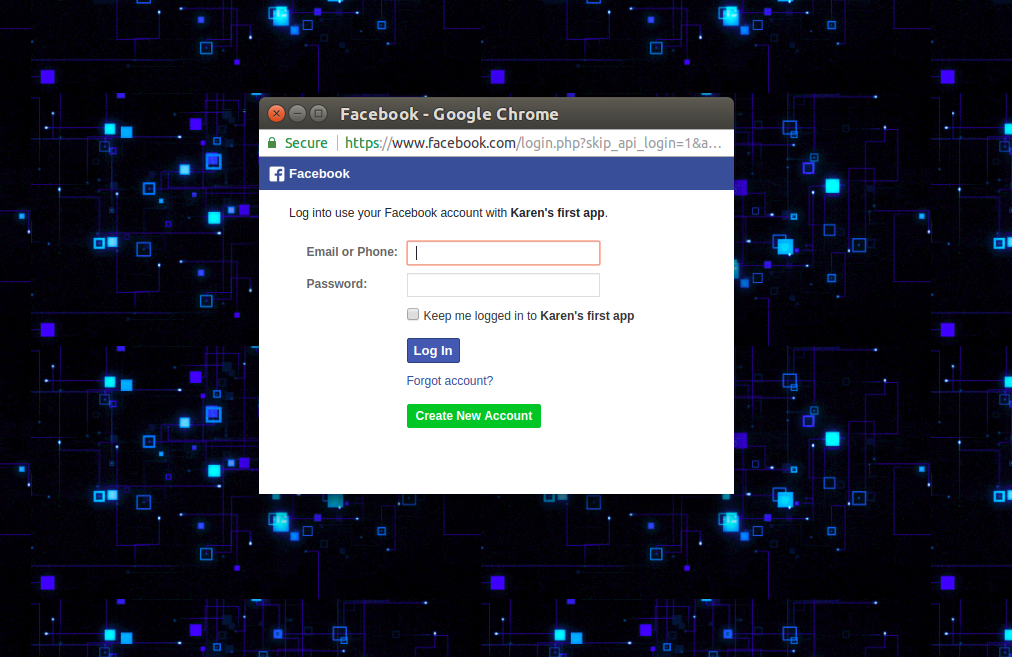 Facebook - Google Chrome
Secure https://www.facebook.com/login.php?skip_api_login=1&a...
Facebook
Log into use your Facebook account with Karen's first app.
Email or Phone:
Password:
Keep me logged in to Karen's first app
Log In
Forgot account?
Create New Account